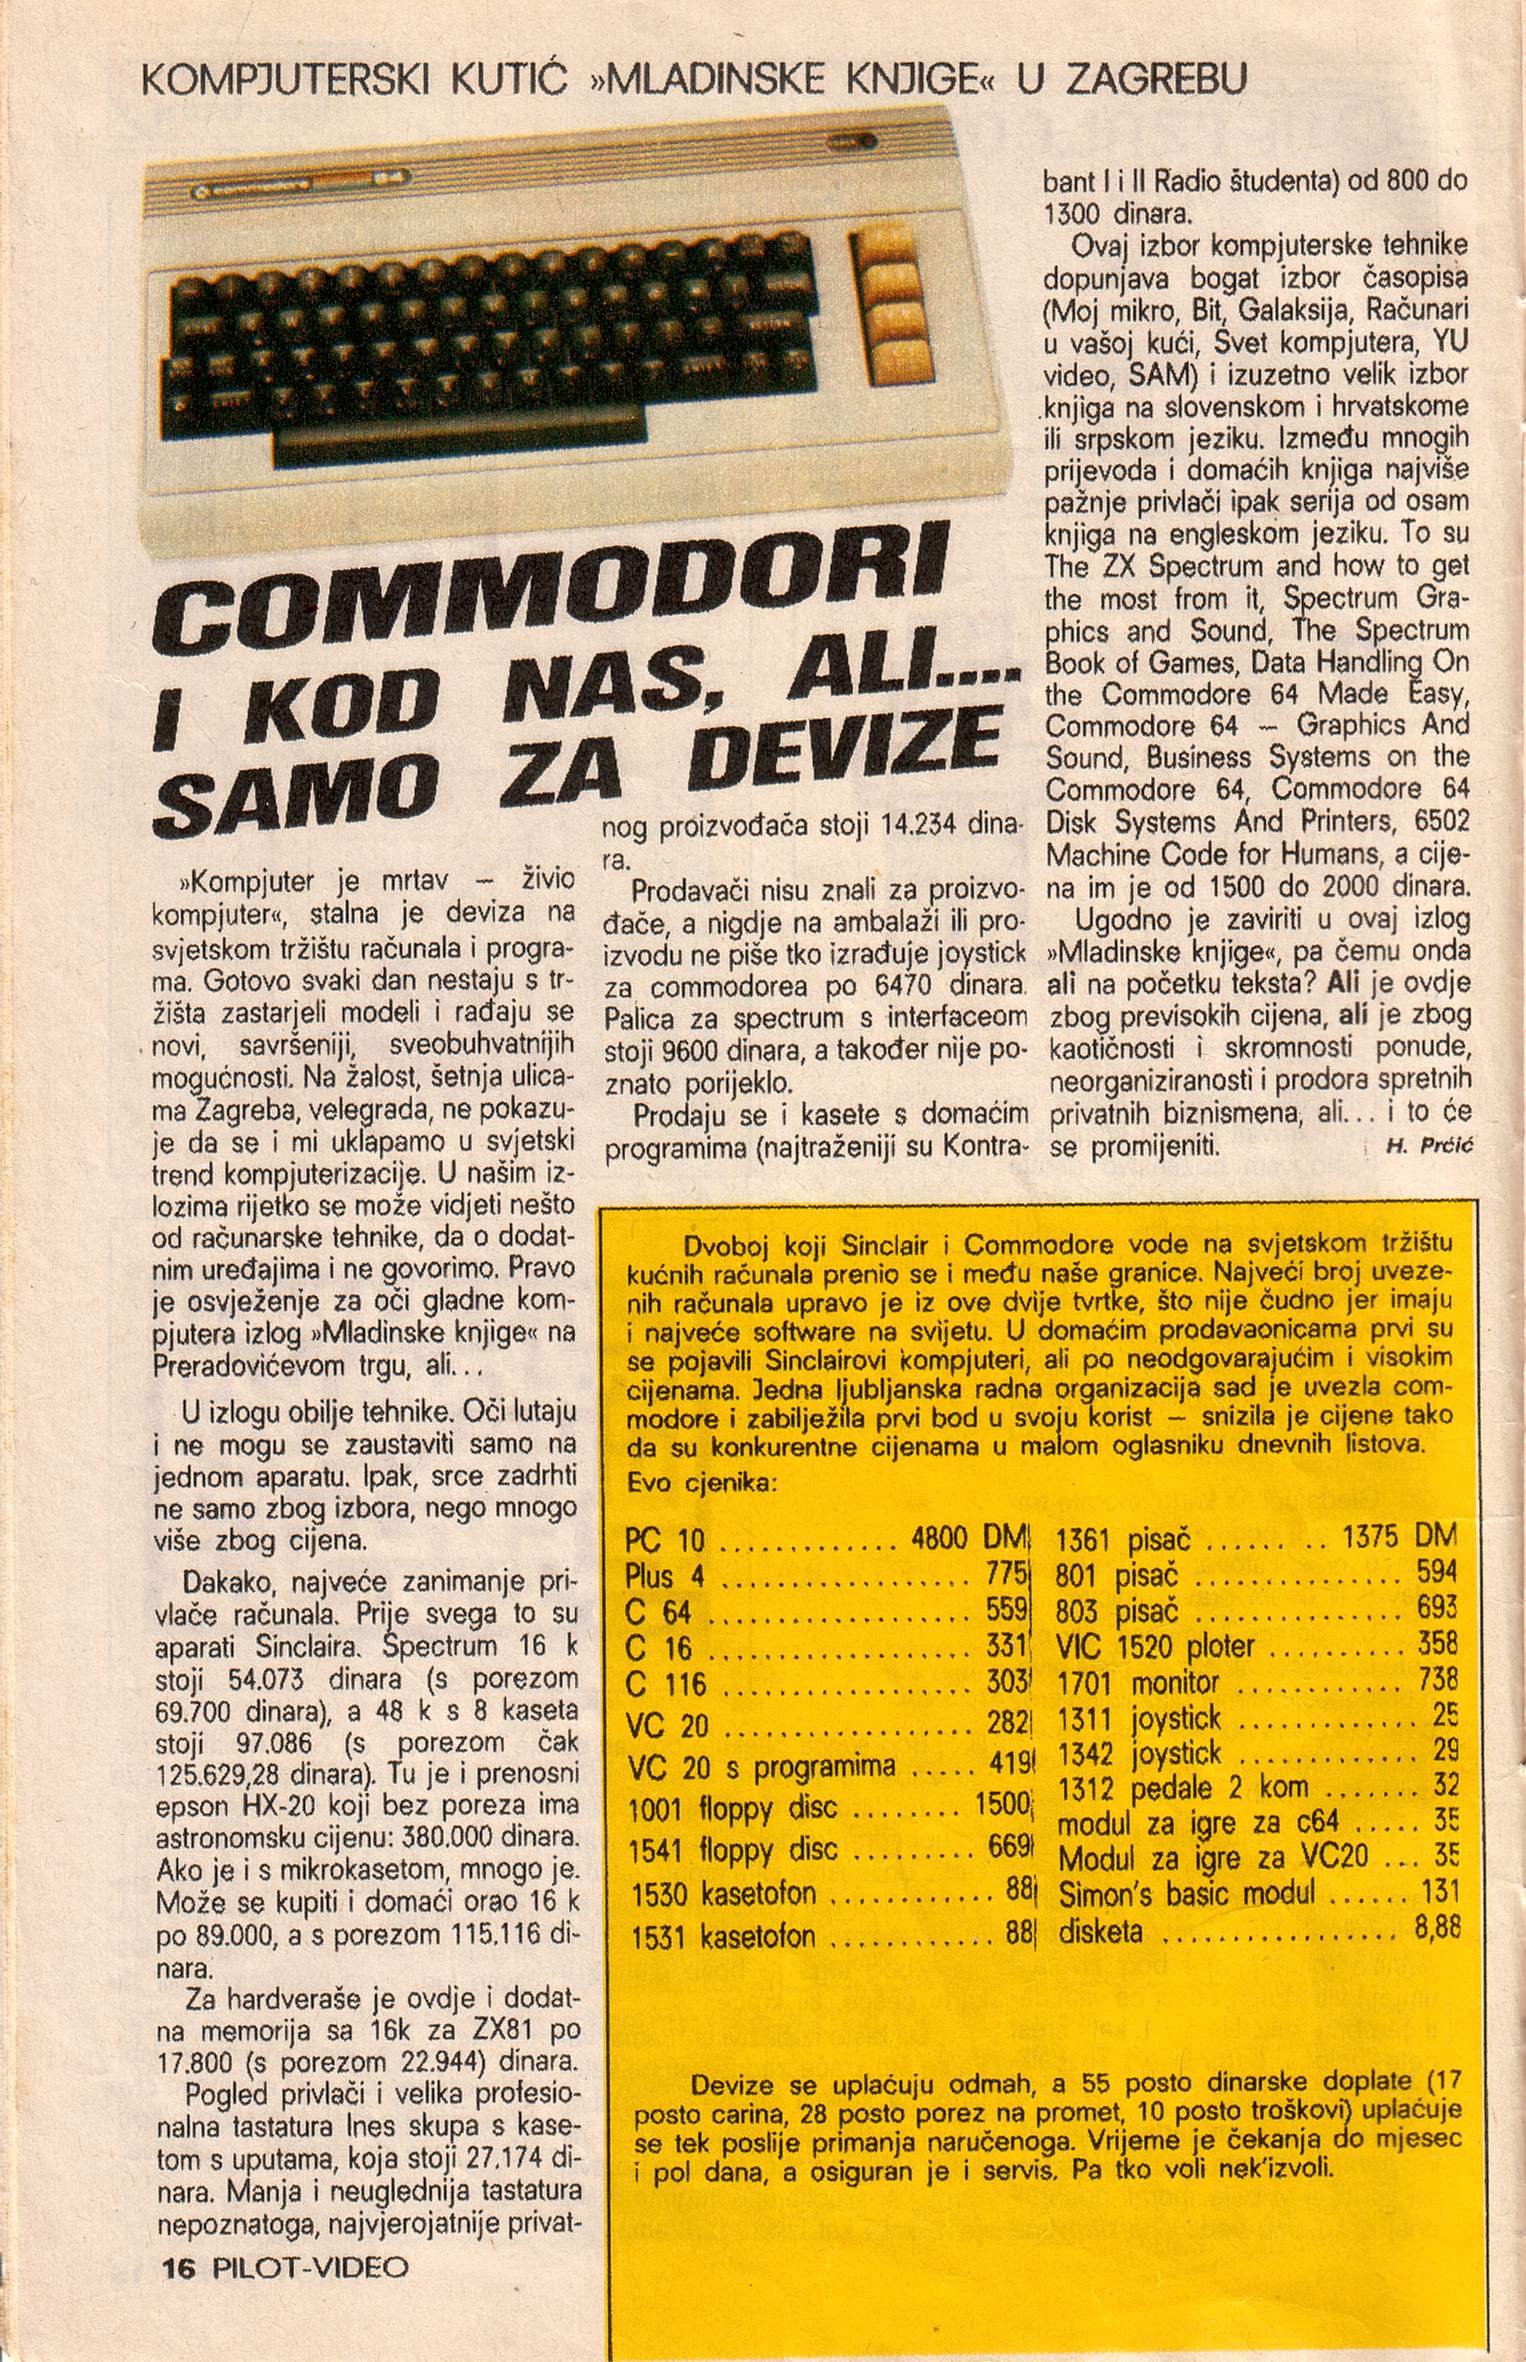 KOMPJUTERSKI KUTIĆ »MLADINSKE KNJIGE« U ZAGREBU
commodore 64
COMMODORI
I KOD NAS, ALI....
SAMO ZA DEVIZE
»Kompjuter je mrtav – živio
kompjuter«, stalna je deviza na
svjetskom tržištu računala i progra-
ma. Gotovo svaki dan nestaju s tr-
žišta zastarjeli modeli i rađaju se
novi, savršeniji, sveobuhvatnijih
mogućnosti. Na žalost, šetnja ulica-
ma Zagreba, velegrada, ne pokazu-
je da se i mi uklapamo u svjetski
trend kompjuterizacije. U našim iz-
lozima rijetko se može vidjeti nešto
od računarske tehnike, da o dodat-
nim uređajima i ne govorimo. Pravo
je osvježenje za oči gladne kom-
pjutera izlog »Mladinske knjige« na
Preradovićevom trgu, ali...
U izlogu obilje tehnike. Oči lutaju
i ne mogu se zaustaviti samo na
jednom aparatu. Ipak, srce zadrhti
ne samo zbog izbora, nego mnogo
više zbog cijena.
Dakako, najveće zanimanje pri-
vlače računala. Prije svega to su
aparati Sinclaira. Spectrum 16 k
stoji 54.073 dinara (s porezom
69.700 dinara), a 48 k s 8 kaseta
stoji 97.086 (s porezom čak
125.629,28 dinara). Tu je i prenosni
epson HX-20 koji bez poreza ima
astronomsku cijenu: 380.000 dinara.
Ako je i s mikrokasetom, mnogo je.
Može se kupiti i domaći orao 16 k
po 89.000, a s porezom 115.116 di-
nara.
Za hardveraše je ovdje i dodat-
na memorija sa 16k za ZX81 po
17.800 (s porezom 22.944) dinara.
Pogled privlači i velika profesio-
nalna tastatura Ines skupa s kase-
tom s uputama, koja stoji 27.174 di-
nara. Manja i neuglednija tastatura
nepoznatoga, najvjerojatnije privat-
nog proizvođača stoji 14.234 dina-
ra.
Prodavači nisu znali za proizvo-
đače, a nigdje na ambalaži ili pro-
izvodu ne piše tko izrađuje joystick
za commodorea po 6470 dinara.
Palica za spectrum s interfaceom
stoji 9600 dinara, a također nije po-
znato porijeklo.
Prodaju se i kasete s domaćim
programima (najtraženiji su Kontra-
bant I i II Radio študenta) od 800 do
1300 dinara.
Ovaj izbor kompjuterske tehnike
dopunjava bogat izbor časopisa
(Moj mikro, Bit, Galaksija, Računari
u vašoj kući, Svet kompjutera, YU
video, SAM) i izuzetno velik izbor
knjiga na slovenskom i hrvatskome
ili srpskom jeziku. Između mnogih
prijevoda i domaćih knjiga najviše
pažnje privlači ipak serija od osam
knjiga na engleskom jeziku. To su
The ZX Spectrum and how to get
the most from it, Spectrum Gra-
phics and Sound, The Spectrum
Book of Games, Data Handling On
the Commodore 64 Made Easy,
Commodore 64 – Graphics And
Sound, Business Systems on the
Commodore 64, Commodore 64
Disk Systems And Printers, 6502
Machine Code for Humans, a cije-
na im je od 1500 do 2000 dinara.
Ugodno je zaviriti u ovaj izlog
»Mladinske knjige«, pa čemu onda
ali na početku teksta? Ali je ovdje
zbog previsokih cijena, ali je zbog
kaotičnosti i skromnosti ponude,
neorganiziranosti i prodora spretnih
privatnih biznismena, ali... i to će
se promijeniti. H. Prćić
Dvoboj koji Sinclair i Commodore vode na svjetskom tržištu
kućnih računala prenio se i među naše granice. Najveći broj uveze-
nih računala upravo je iz ove dvije tvrtke, što nije čudno jer imaju
i najveće software na svijetu. U domaćim prodavaonicama prvi su
se pojavili Sinclairovi kompjuteri, ali po neodgovarajućim i visokim
cijenama. Jedna ljubljanska radna organizacija sad je uvezla com-
modore i zabilježila prvi bod u svoju korist – snizila je cijene tako
da su konkurentne cijenama u malom oglasniku dnevnih listova.
Evo cjenika:
PC 10 ............. 4800 DM
Plus 4 .................. 775
C 64 ................... 559
C 16 ................... 331
C 116 .................. 303
VC 20 .................. 282
VC 20 s programima ..... 419
1001 floppy disc ........ 1500
1541 floppy disc ......... 669
1530 kasetofon ............ 88
1531 kasetofon ............ 88
1361 pisač ...... .. 1375 DM
801 pisač ............... 594
803 pisač ............... 693
VIC 1520 ploter .......... 358
1701 monitor ............ 738
1311 joystick ............. 25
1342 joystick ............. 29
1312 pedale 2 kom ....... 32
modul za igre za c64 ..... 35
Modul za igre za VC20 ... 35
Simon's basic modul ...... 131
disketa ................. 8,88
Devize se uplaćuju odmah, a 55 posto dinarske doplate (17
posto carina, 28 posto porez na promet, 10 posto troškovi) uplaćuje
se tek poslije primanja naručenoga. Vrijeme je čekanja do mjesec
i pol dana, a osiguran je i servis. Pa tko voli nek'izvoli.
16 PILOT-VIDEO